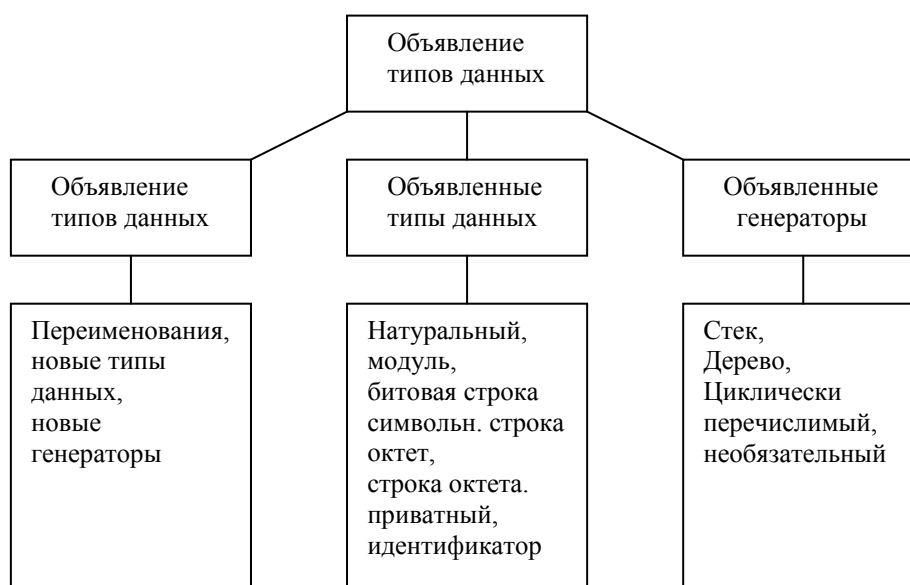 Объявление
типов данных
Объявление
типов данных
Объявленные
типы данных
Объявленные
генераторы
Переименования,
новые типы
данных,
новые
генераторы
Натуральный,
модуль,
битовая строка
символьн. строка
октет,
строка октета.
приватный,
идентификатор
Стек,
Дерево,
Циклически
перечислимый,
необязательный